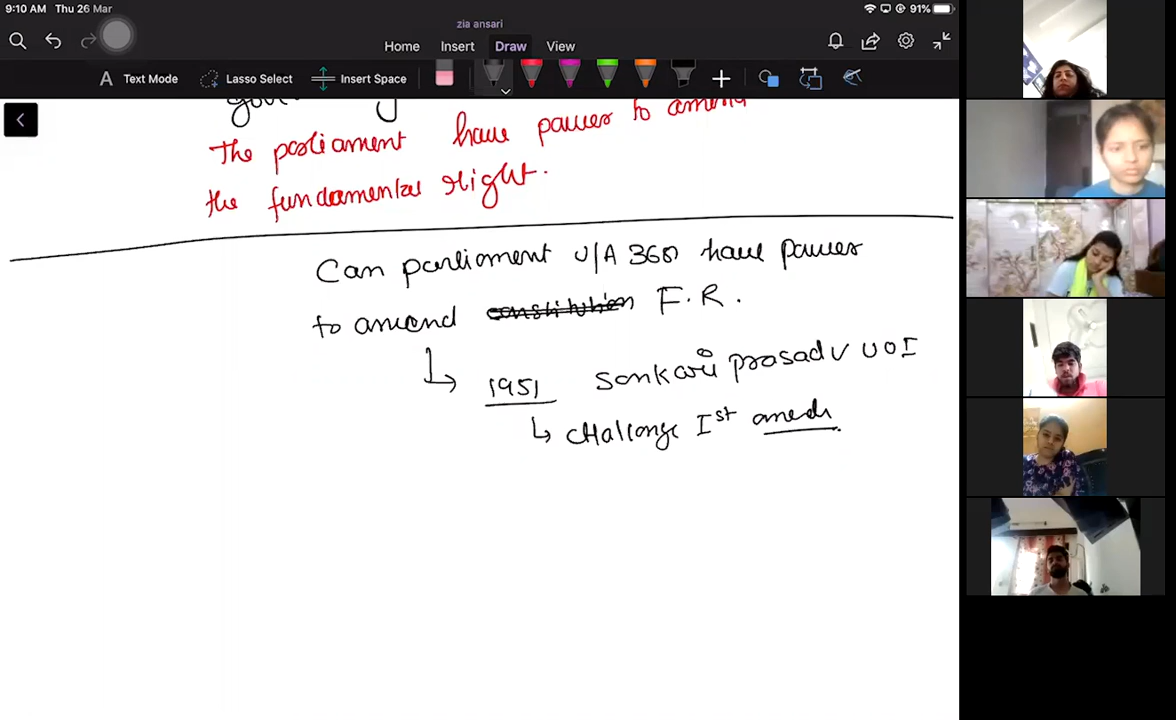 9:10 AM Thu 26 Mar
91%
zia ansari
Home Insert Draw View
Text Mode Lasso Select Insert Space
The parliament have power to amend
the fundamental right.
Can parliament U/A 368 have power
to amend constitution F.R.
1951 Sankari prasad v UOI
challange Ist amedn